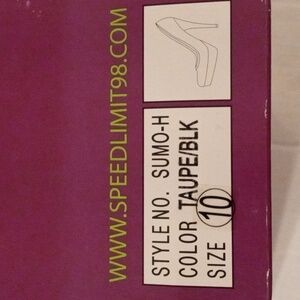 WWW.SPEEDLIMIT98.COM
STYLE NO. SUMO-H
COLOR TAUPE/BLK
SIZE 10